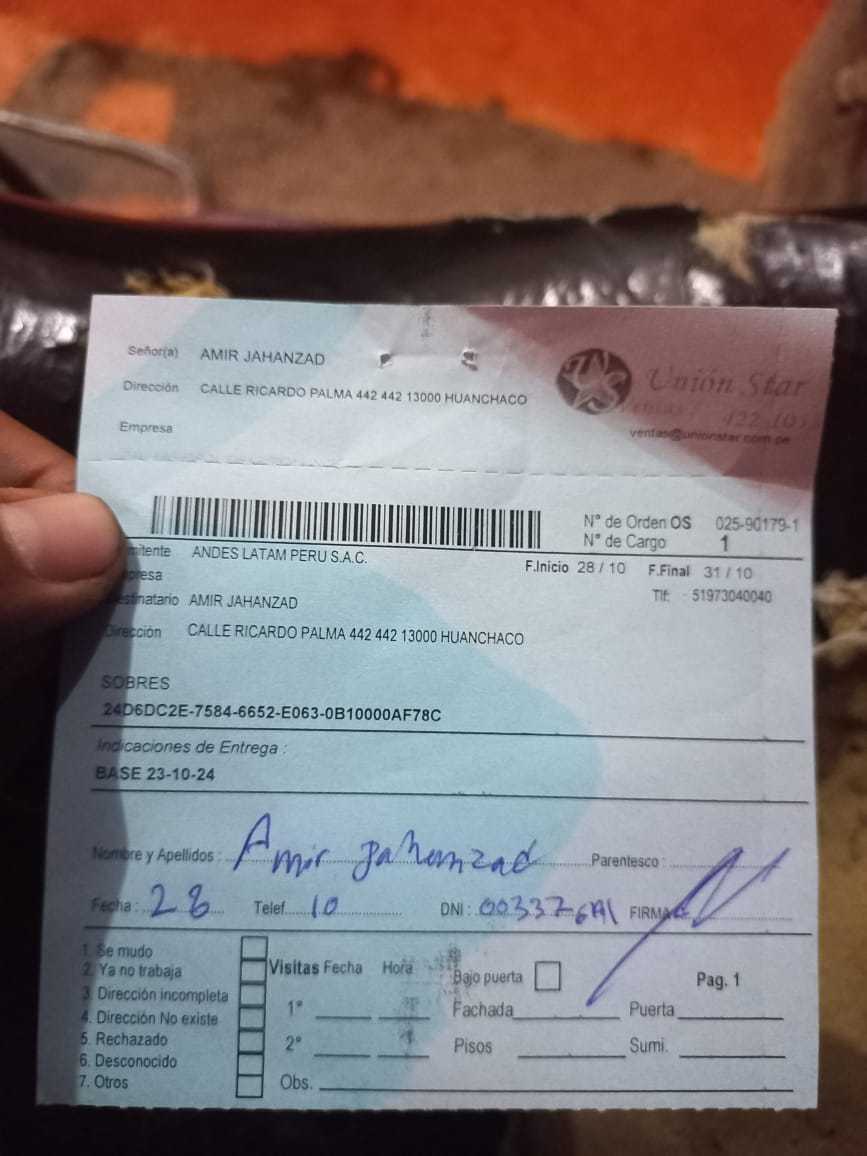 Señor(a) AMIR JAHANZAD
Dirección CALLE RICARDO PALMA 442 442 13000 HUANCHACO
Empresa
Unión Star
ventas@unionstar.com.pe
N° de Orden OS 025-90179-1
N° de Cargo 1
mitente ANDES LATAM PERU S.A.C.
F.Inicio 28 / 10 F.Final 31 / 10
presa
Tlf: 51973040040
estinatario AMIR JAHANZAD
Dirección CALLE RICARDO PALMA 442 442 13000 HUANCHACO
SOBRES
24D6DC2E-7584-6652-E063-0B10000AF78C
Indicaciones de Entrega :
BASE 23-10-24
Nombre y Apellidos : Amir Jahanzad Parentesco :
Fecha : 28 Telef. 10 DNI : FIRMA
1. Se mudo
2. Ya no trabaja
3. Dirección incompleta
4. Dirección No existe
5. Rechazado
6. Desconocido
7. Otros
Visitas Fecha Hora
1°
2°
Obs.
Bajo puerta
Pag. 1
Fachada Puerta
Pisos Sumi.